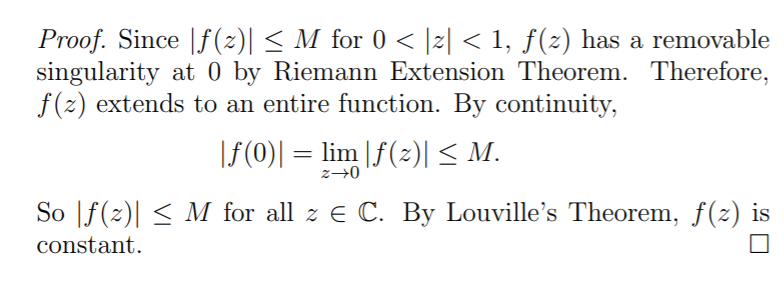 Proof. Since |f(z)| ≤ M for 0 < |z| < 1, f(z) has a removable
singularity at 0 by Riemann Extension Theorem. Therefore,
f(z) extends to an entire function. By continuity,
|f(0)| = lim_{z→0} |f(z)| ≤ M.
So |f(z)| ≤ M for all z ∈ ℂ. By Louville's Theorem, f(z) is
constant. □